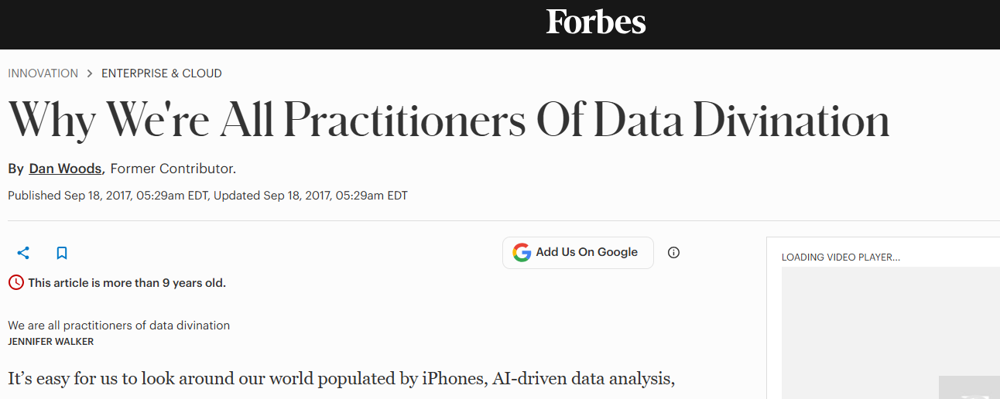 Forbes
INNOVATION > ENTERPRISE & CLOUD
Why We're All Practitioners Of Data Divination
By Dan Woods, Former Contributor.
Published Sep 18, 2017, 05:29am EDT, Updated Sep 18, 2017, 05:29am EDT
Add Us On Google
LOADING VIDEO PLAYER...
This article is more than 9 years old.
We are all practitioners of data divination
JENNIFER WALKER
It’s easy for us to look around our world populated by iPhones, AI-driven data analysis,